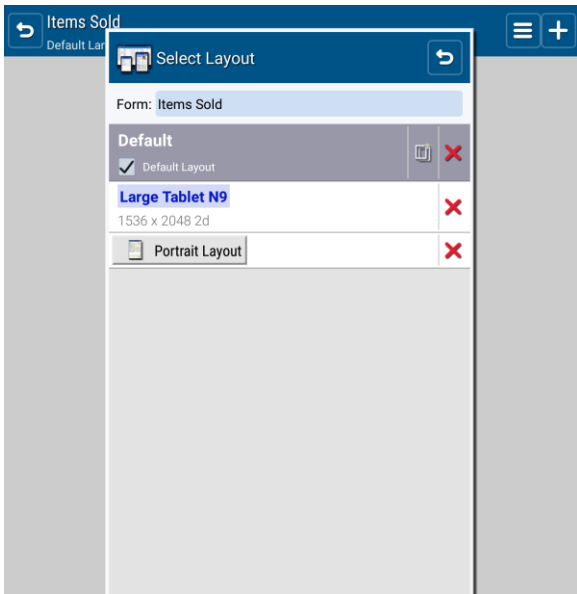 Items Sold
Default Lar
Select Layout
Form: Items Sold
Default
Default Layout
Large Tablet N9
1536 x 2048 2d
Portrait Layout